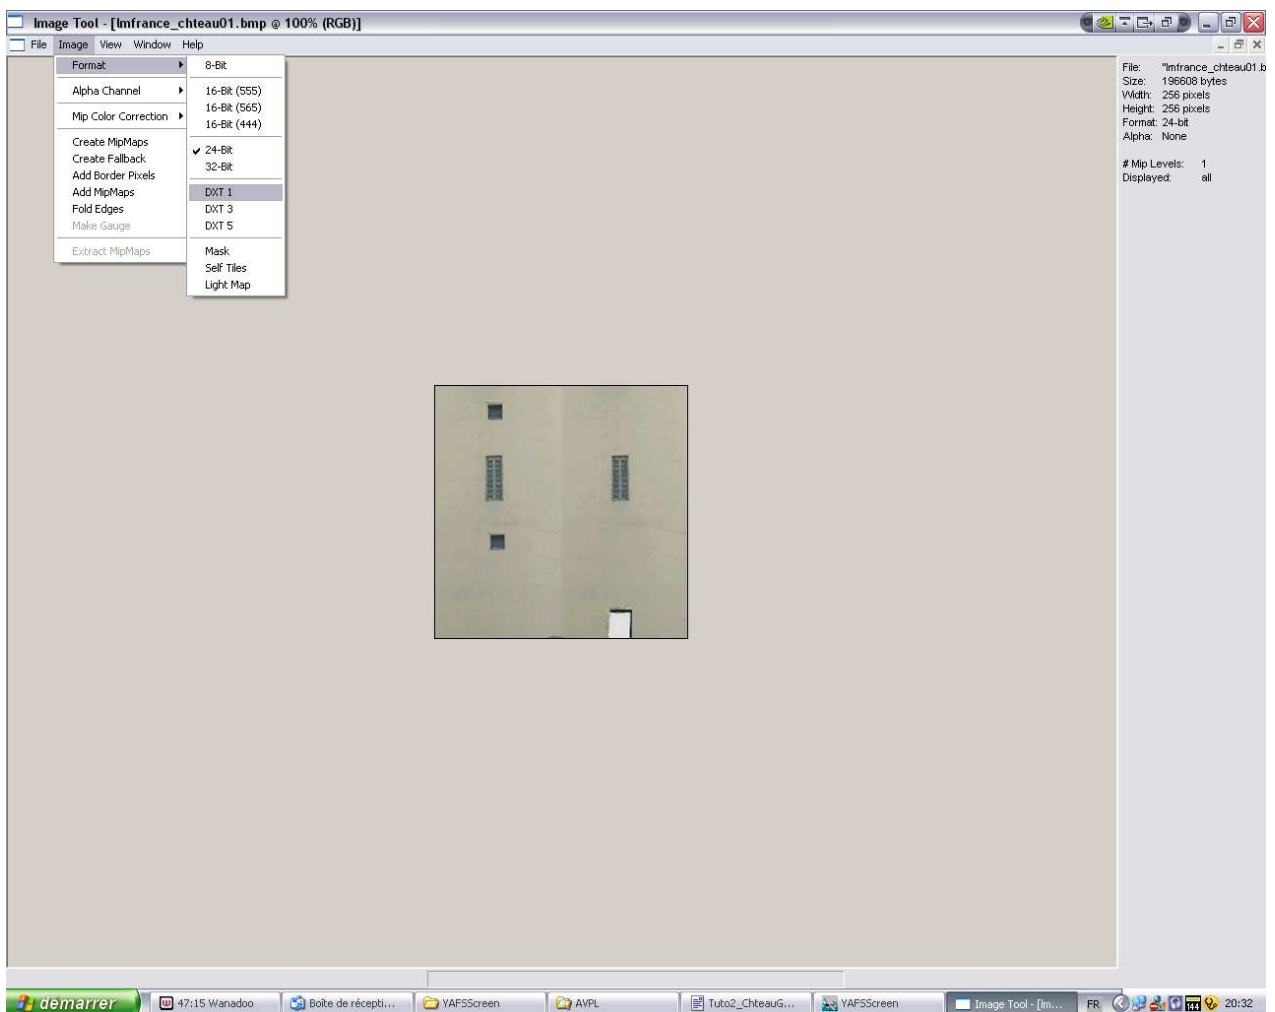 Image Tool - [lmfrance_chteau01.bmp @ 100% (RGB)]
File Image View Window Help
Format
Alpha Channel
Mip Color Correction
Create MipMaps
Create Fallback
Add Border Pixels
Add MipMaps
Fold Edges
Make Gauge
Extract MipMaps
8-Bit
16-Bit (555)
16-Bit (565)
16-Bit (444)
24-Bit
32-Bit
DXT 1
DXT 3
DXT 5
Mask
Self Tiles
Light Map
File: "lmfrance_chteau01.b
Size: 196608 bytes
Width: 256 pixels
Height: 256 pixels
Format: 24-bit
Alpha: None
# Mip Levels: 1
Displayed: all
démarrer 47:15 Wanadoo Boîte de récepti... YAFSScreen AVPL Tuto2_ChteauG... YAFSScreen Image Tool - [lm... FR 144 20:32